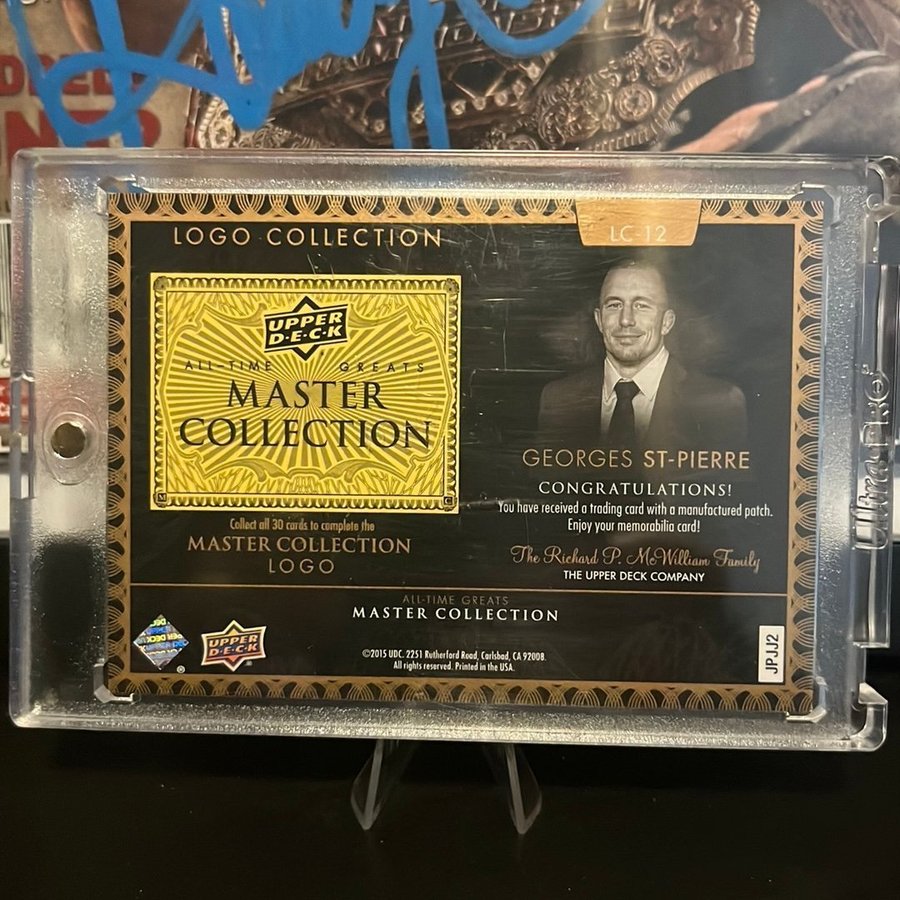 LOGO COLLECTION
LC-12
UPPER
D·E·C·K
ALL-TIME GREATS
MASTER
COLLECTION
M C
Collect all 30 cards to complete the
MASTER COLLECTION
LOGO
GEORGES ST-PIERRE
CONGRATULATIONS!
You have received a trading card with a manufactured patch.
Enjoy your memorabilia card!
The Richard P. McWilliam Family
THE UPPER DECK COMPANY
ALL-TIME GREATS
MASTER COLLECTION
UPPER
D·E·C·K
©2015 UDC. 2251 Rutherford Road, Carlsbad, CA 92008.
All rights reserved. Printed in the USA.
JPJJ2
Ultra·PRO